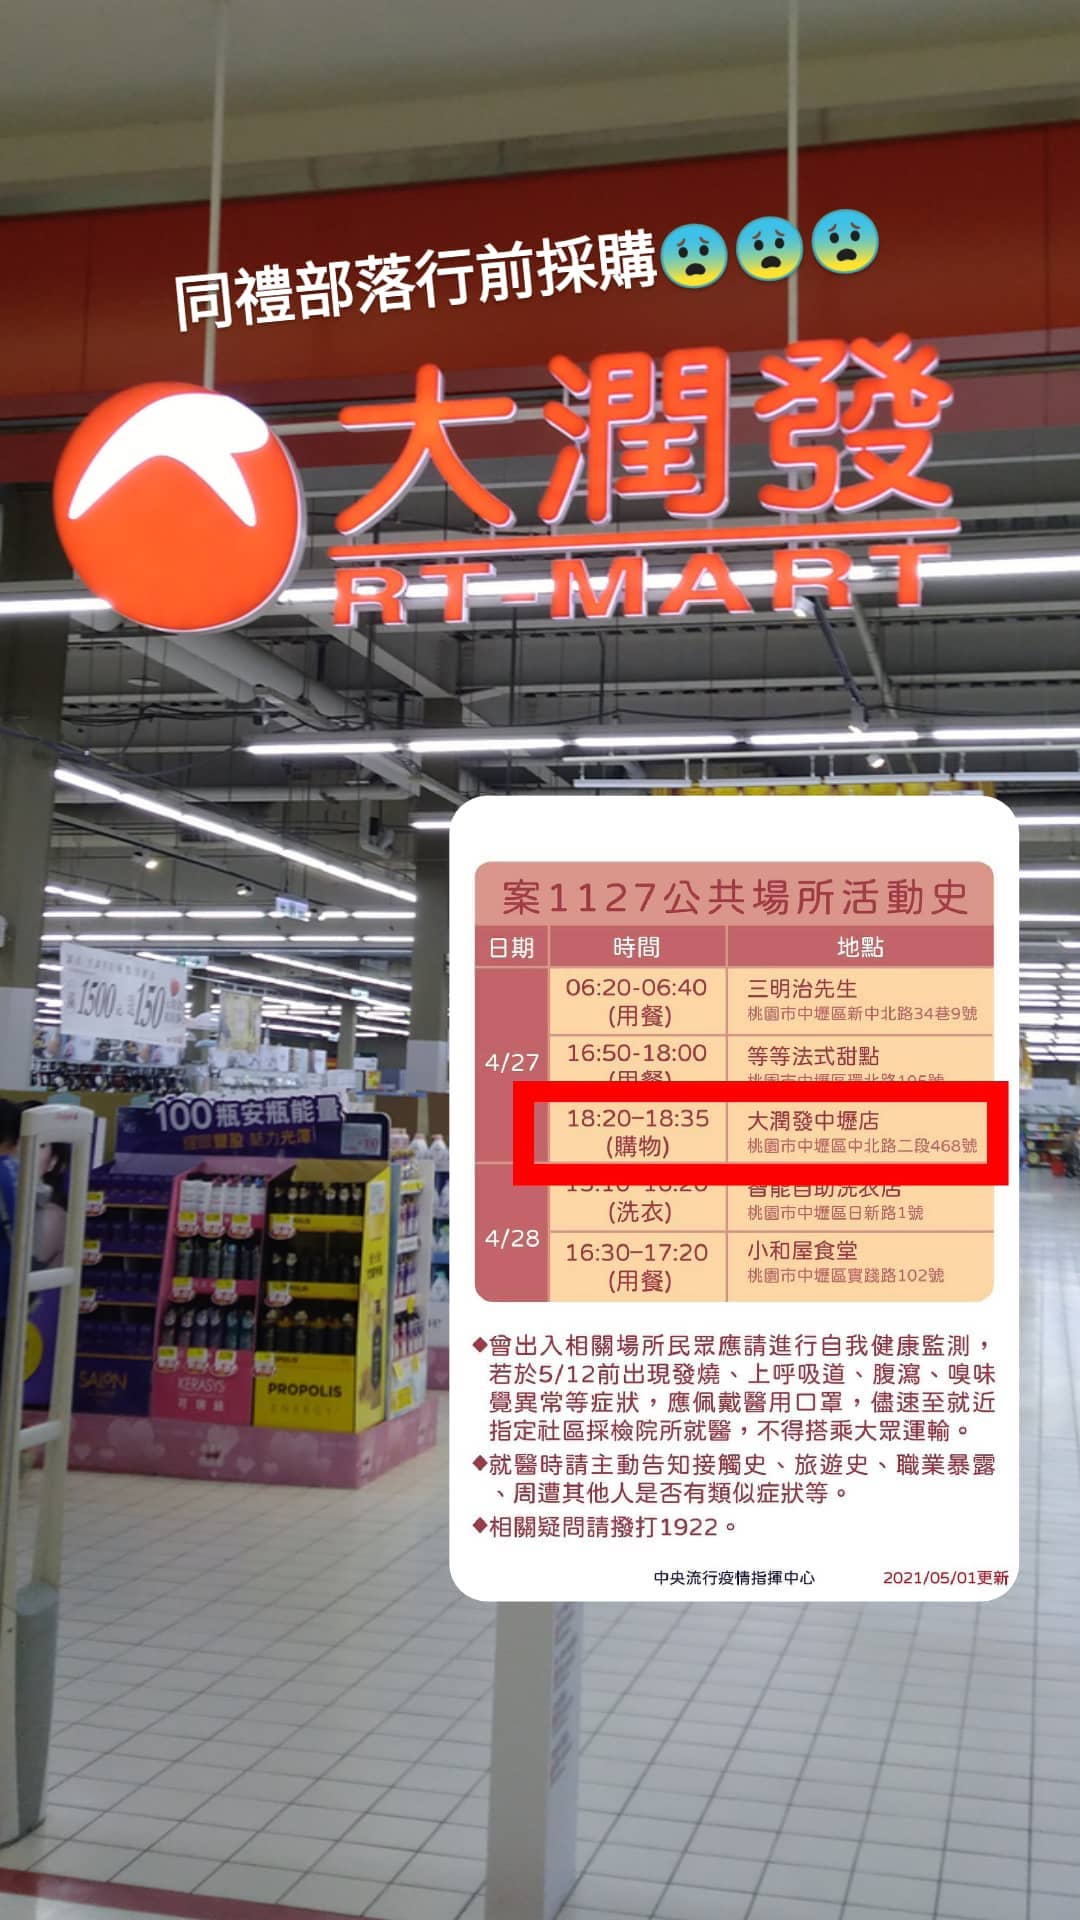 同禮部落行前採購😨😨😨
大潤發
RT-MART
案1127公共場所活動史
日期 時間 地點
4/27
06:20-06:40 三明治先生
(用餐) 桃園市中壢區新中北路34巷9號
16:50-18:00 等等法式甜點
18:20-18:35 大潤發中壢店
(購物) 桃園市中壢區中北路二段468號
4/28
智能自助洗衣店
(洗衣) 桃園市中壢區日新路1號
16:30-17:20 小和屋食堂
(用餐) 桃園市中壢區實踐路102號
◆曾出入相關場所民眾應請進行自我健康監測，
若於5/12前出現發燒、上呼吸道、腹瀉、嗅味
覺異常等症狀，應佩戴醫用口罩，儘速至就近
指定社區採檢院所就醫，不得搭乘大眾運輸。
◆就醫時請主動告知接觸史、旅遊史、職業暴露
、周遭其他人是否有類似症狀等。
◆相關疑問請撥打1922。
中央流行疫情指揮中心 2021/05/01更新
1500 150
100瓶安瓶能量
SALON
KERASYS
可瑞絲
PROPOLIS
ENERGY